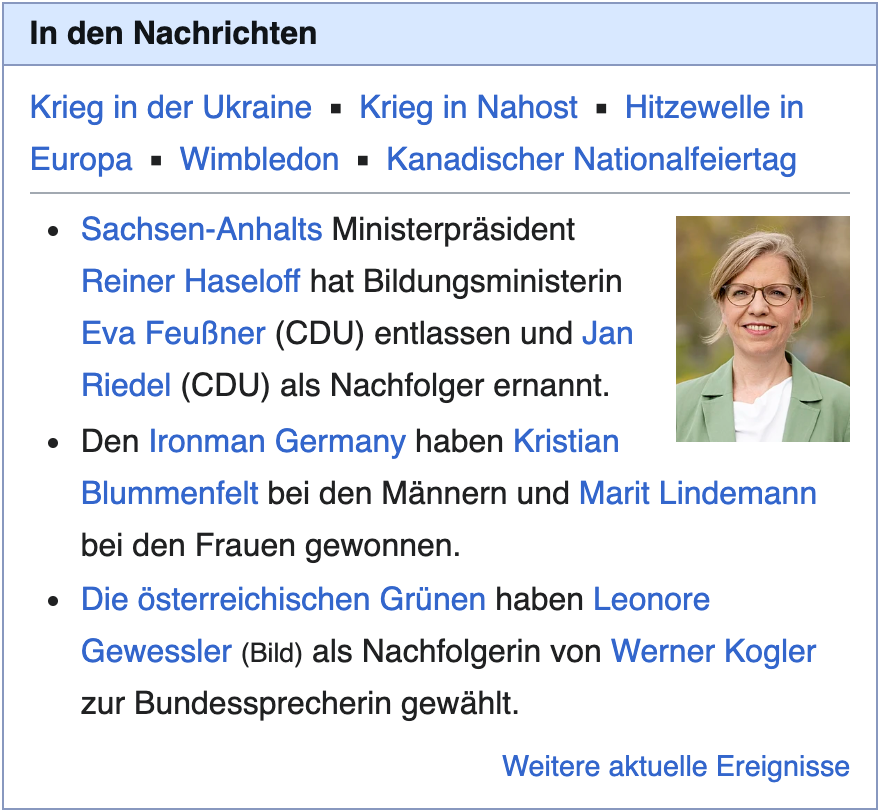 In den Nachrichten
Krieg in der Ukraine ▪ Krieg in Nahost ▪ Hitzewelle in
Europa ▪ Wimbledon ▪ Kanadischer Nationalfeiertag
• Sachsen-Anhalts Ministerpräsident
Reiner Haseloff hat Bildungsministerin
Eva Feußner (CDU) entlassen und Jan
Riedel (CDU) als Nachfolger ernannt.
• Den Ironman Germany haben Kristian
Blummenfelt bei den Männern und Marit Lindemann
bei den Frauen gewonnen.
• Die österreichischen Grünen haben Leonore
Gewessler (Bild) als Nachfolgerin von Werner Kogler
zur Bundessprecherin gewählt.
Weitere aktuelle Ereignisse